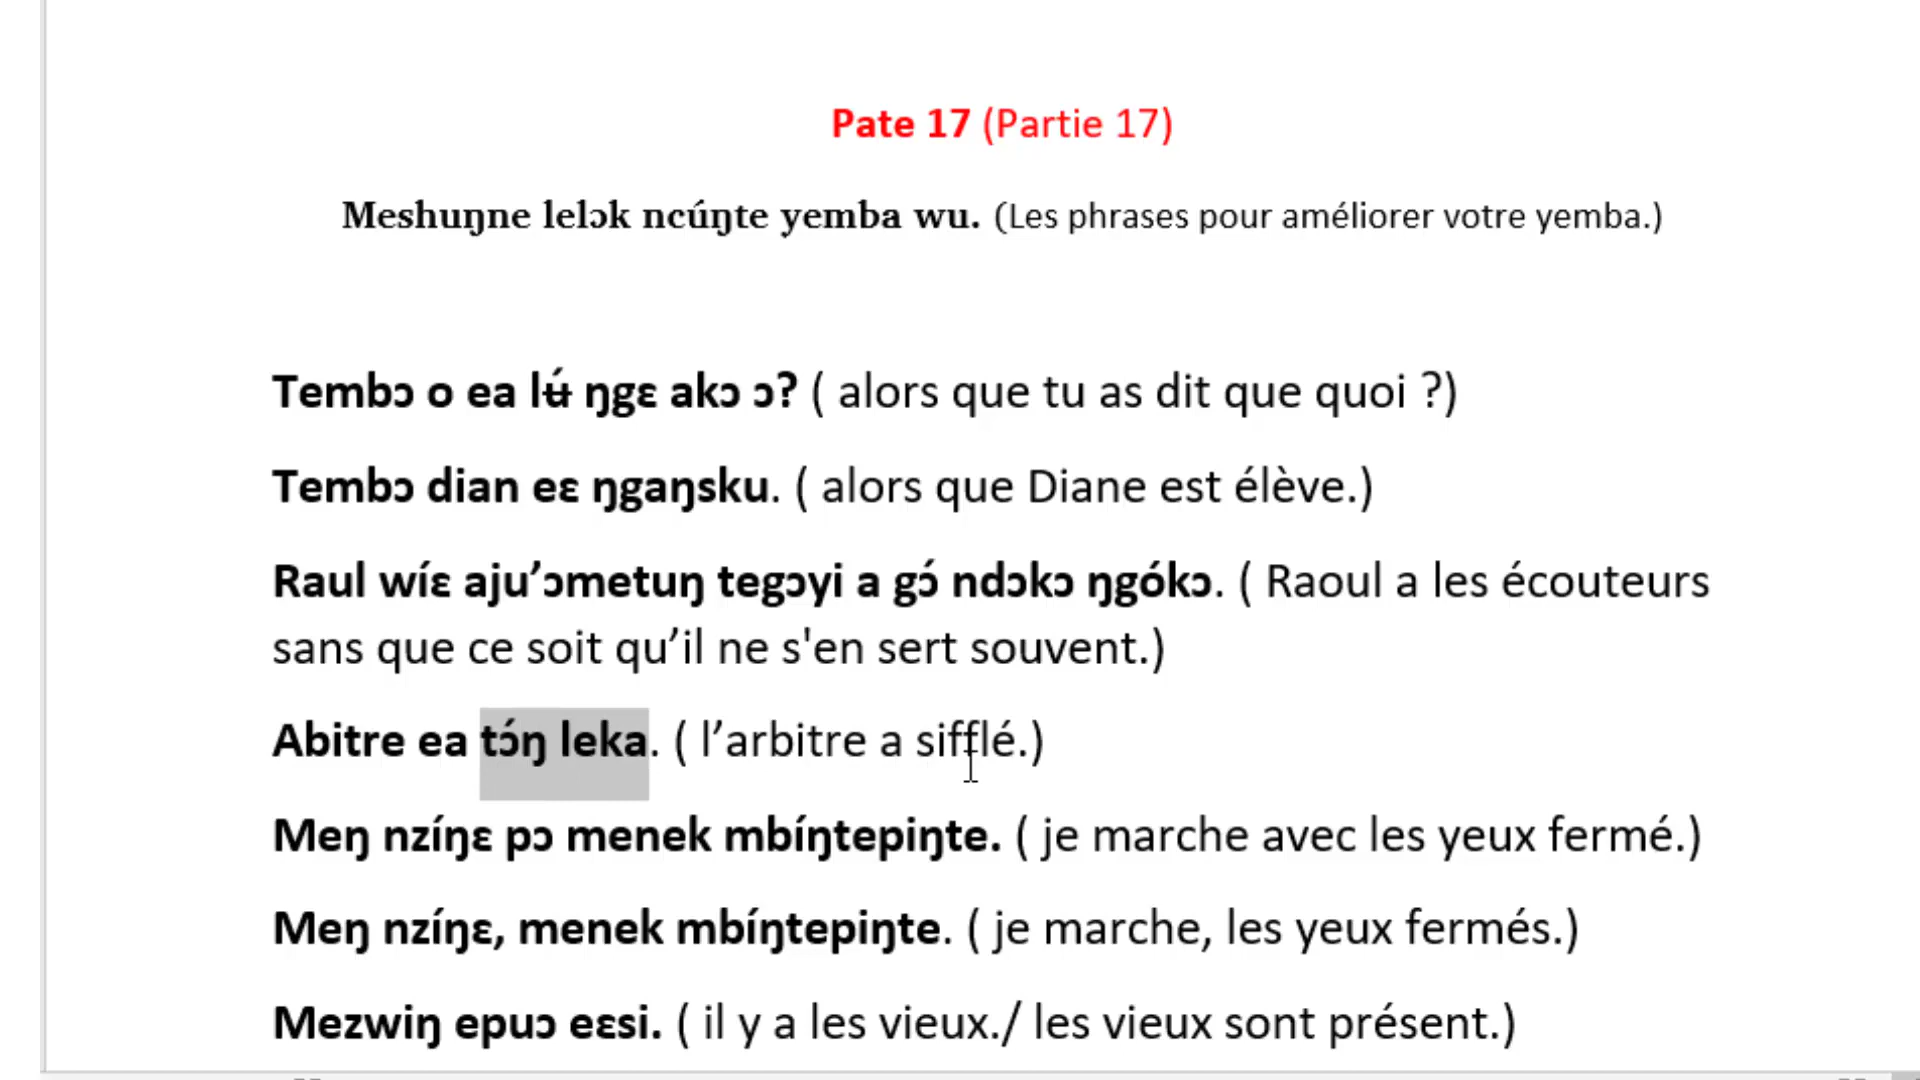 Pate 17 (Partie 17)
Meshuŋne lelɔk ncúŋte yemba wu. (Les phrases pour améliorer votre yemba.)
Tembɔ o ea lʉ́ ŋgɛ akɔ ɔ? ( alors que tu as dit que quoi ?)
Tembɔ dian eɛ ŋgaŋsku. ( alors que Diane est élève.)
Raul wíɛ aju’ɔmetuŋ tegɔyi a gɔ́ ndɔkɔ ŋgókɔ. ( Raoul a les écouteurs
sans que ce soit qu’il ne s'en sert souvent.)
Abitre ea tɔ́ŋ leka. ( l’arbitre a sifflé.)
Meŋ nzíŋɛ pɔ menek mbíŋtepiŋte. ( je marche avec les yeux fermé.)
Meŋ nzíŋɛ, menek mbíŋtepiŋte. ( je marche, les yeux fermés.)
Mezwiŋ epuɔ eɛsi. ( il y a les vieux./ les vieux sont présent.)